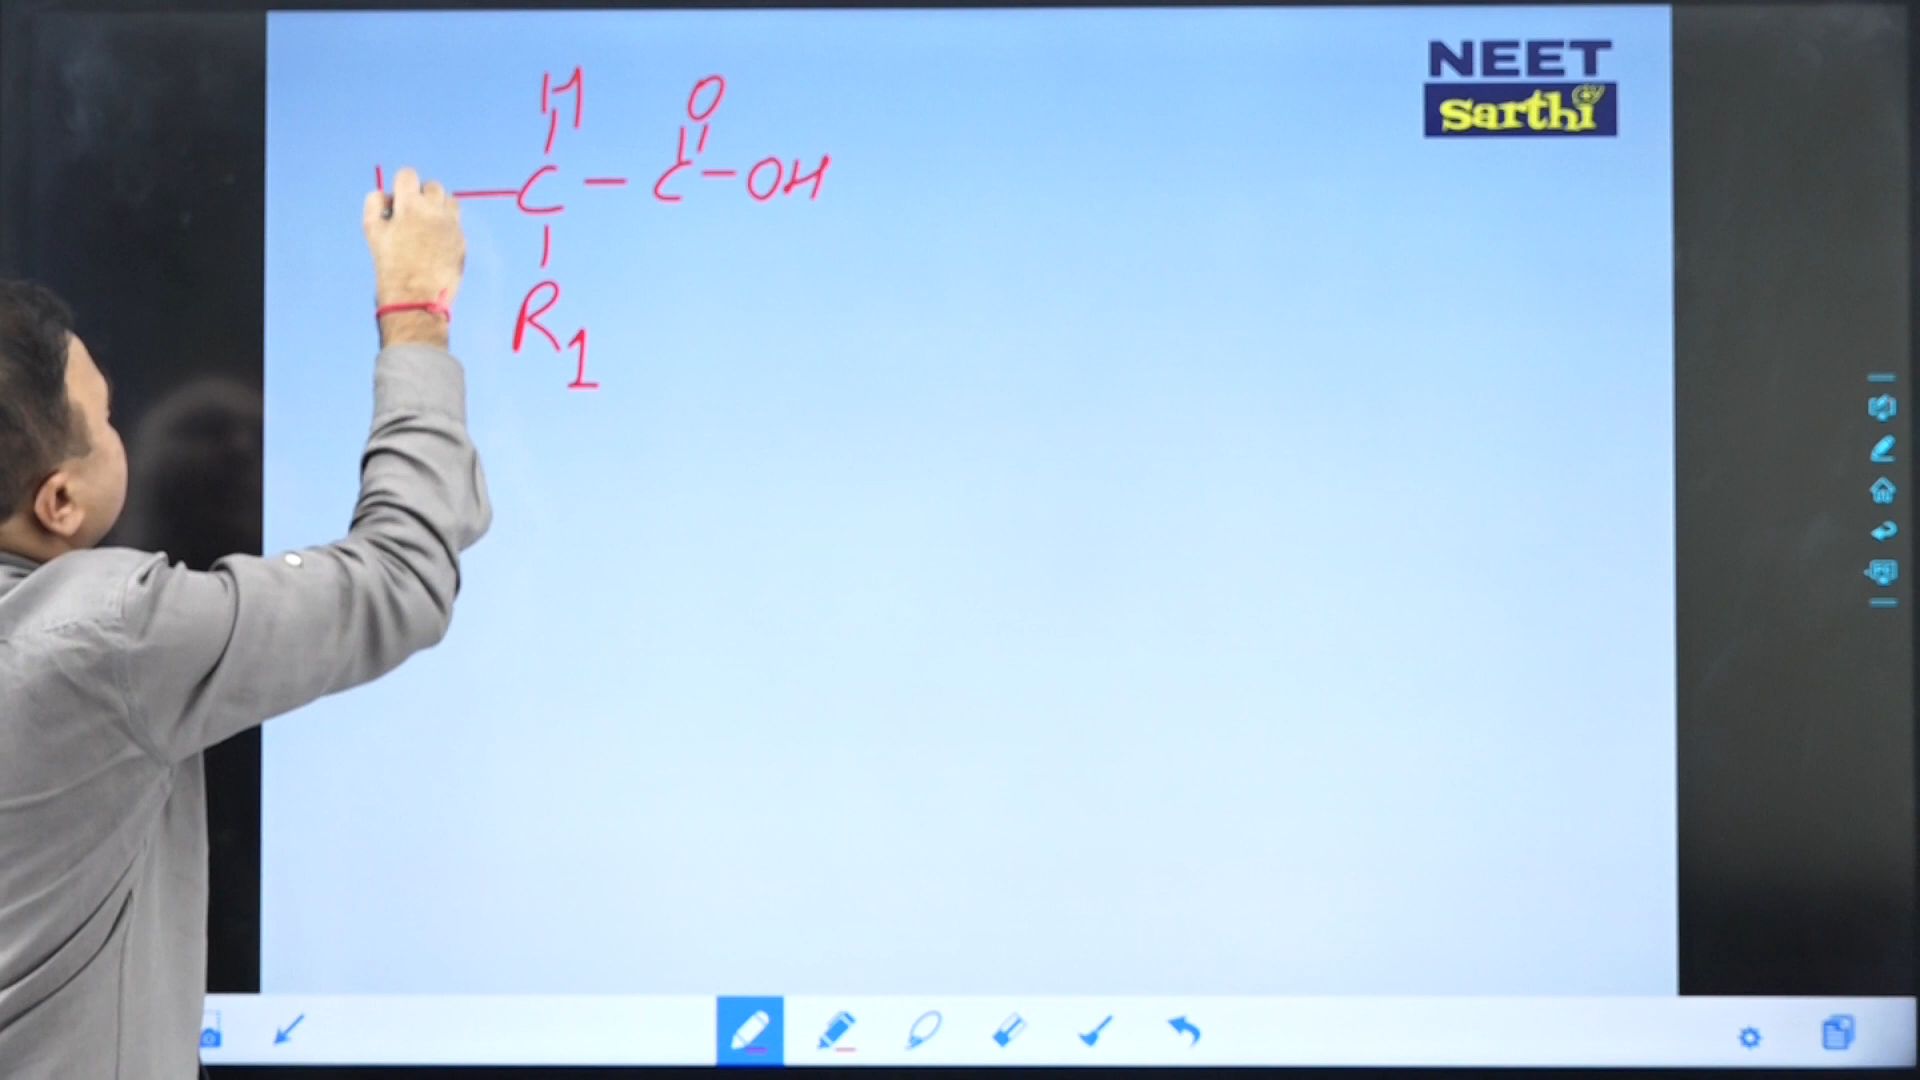 NEET
sarthi
H O
C - C - OH
R1